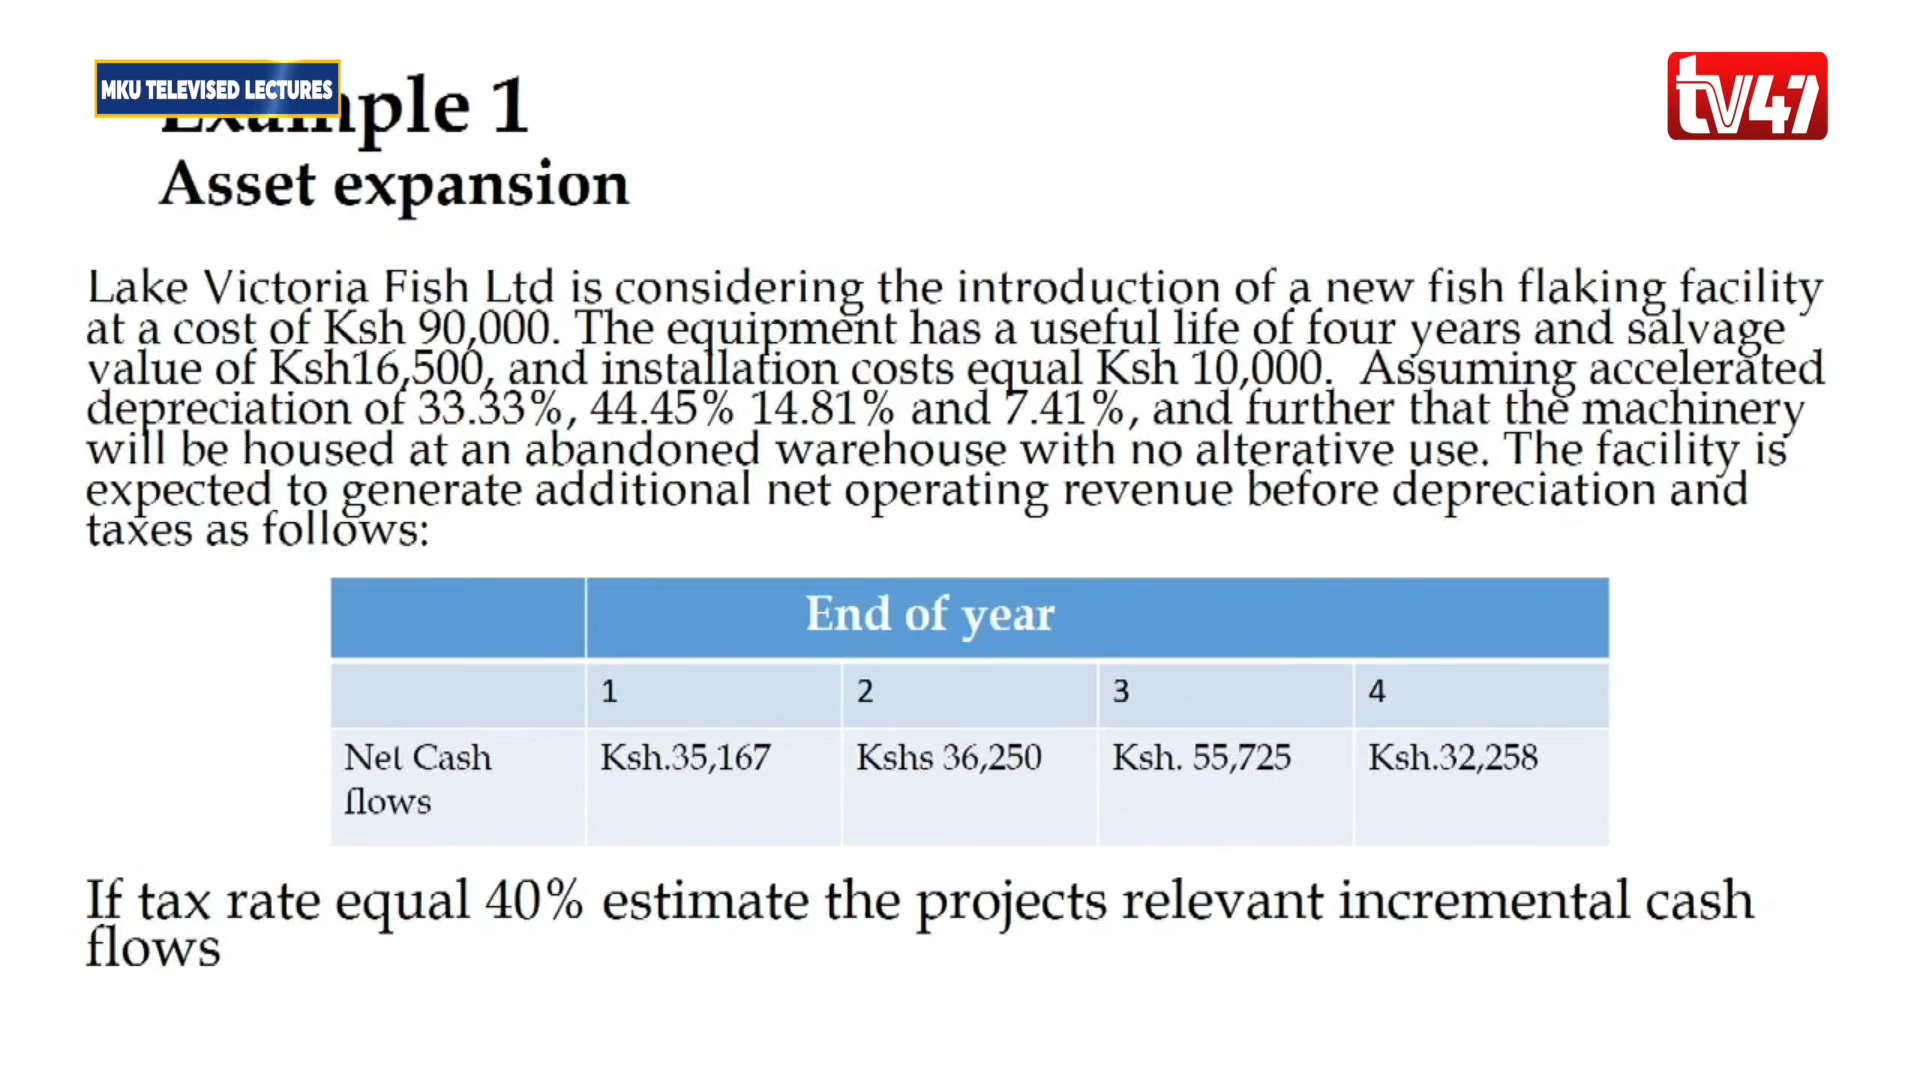 MKU TELEVISED LECTURES
tv47
Example 1
Asset expansion
Lake Victoria Fish Ltd is considering the introduction of a new fish flaking facility
at a cost of Ksh 90,000. The equipment has a useful life of four years and salvage
value of Ksh16,500, and installation costs equal Ksh 10,000. Assuming accelerated
depreciation of 33.33%, 44.45% 14.81% and 7.41%, and further that the machinery
will be housed at an abandoned warehouse with no alterative use. The facility is
expected to generate additional net operating revenue before depreciation and
taxes as follows:
End of year
1 2 3 4
Net Cash Ksh.35,167 Kshs 36,250 Ksh. 55,725 Ksh.32,258
flows
If tax rate equal 40% estimate the projects relevant incremental cash
flows